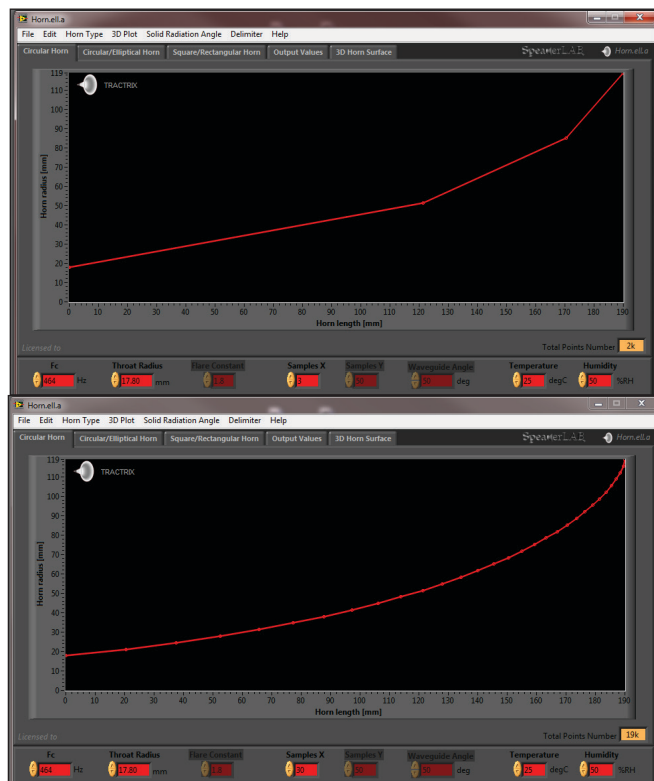 Horn.ell.a
File Edit Horn Type 3D Plot Solid Radiation Angle Delimiter Help
Circular Horn Circular/Elliptical Horn Square/Rectangular Horn Output Values 3D Horn Surface SpeakerLAB Horn.ell.a
TRACTRIX
119
110
100
90
80
70
60
50
40
30
20
10
0
Horn radius [mm]
0 10 20 30 40 50 60 70 80 90 100 110 120 130 140 150 160 170 180 190
Horn length [mm]
Licensed to Total Points Number 2k
Fc Throat Radius Flare Constant Samples X Samples Y Waveguide Angle Temperature Humidity
464 Hz 17.80 mm 1.8 3 50 50 deg 25 degC 50 %RH
Horn.ell.a
File Edit Horn Type 3D Plot Solid Radiation Angle Delimiter Help
Circular Horn Circular/Elliptical Horn Square/Rectangular Horn Output Values 3D Horn Surface SpeakerLAB Horn.ell.a
TRACTRIX
119
110
100
90
80
70
60
50
40
30
20
10
0
Horn radius [mm]
0 10 20 30 40 50 60 70 80 90 100 110 120 130 140 150 160 170 180 190
Horn length [mm]
Licensed to Total Points Number 19k
Fc Throat Radius Flare Constant Samples X Samples Y Waveguide Angle Temperature Humidity
464 Hz 17.80 mm 1.8 30 50 50 deg 25 degC 50 %RH